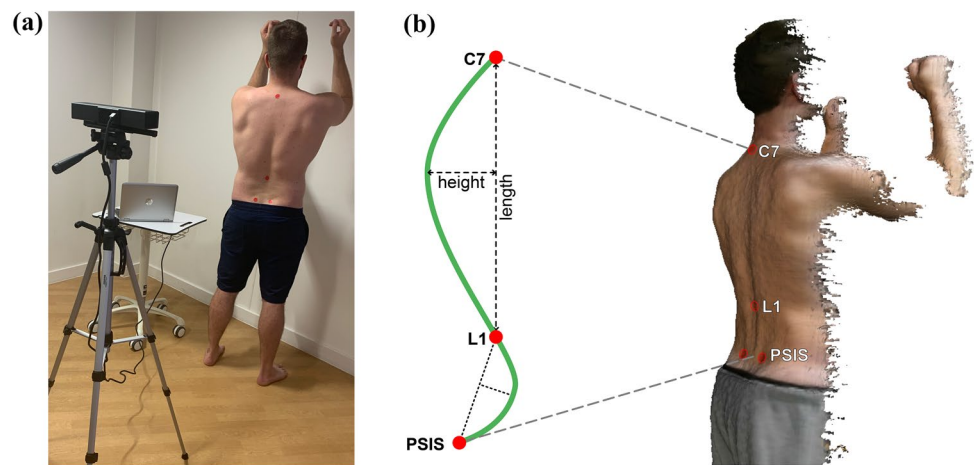 (a)
(b)
C7
height
length
L1
PSIS
C7
L1
PSIS